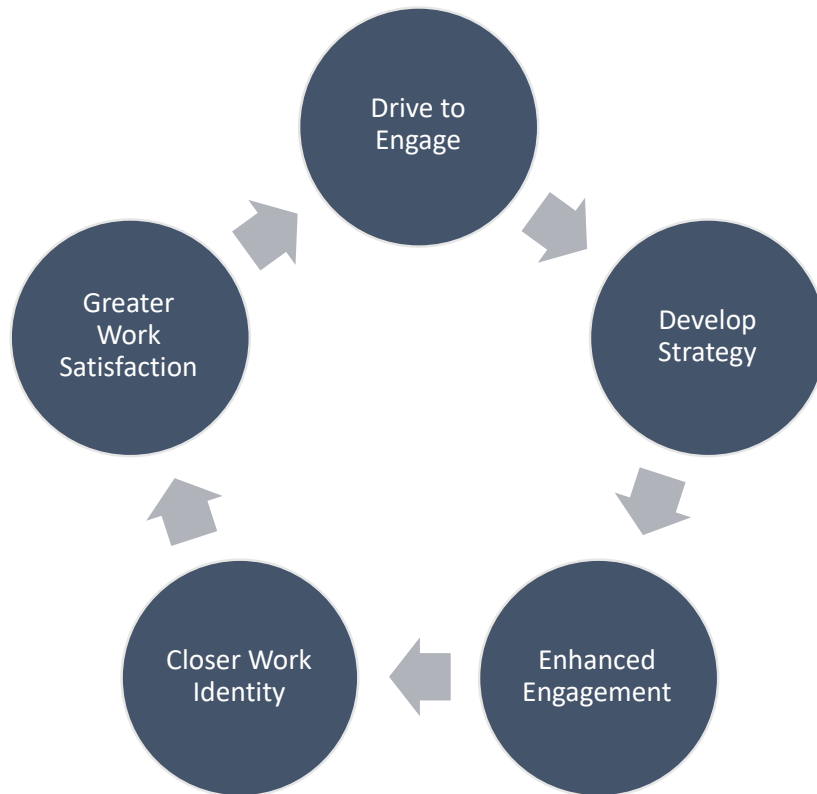 Drive to
Engage
Develop
Strategy
Enhanced
Engagement
Closer Work
Identity
Greater
Work
Satisfaction